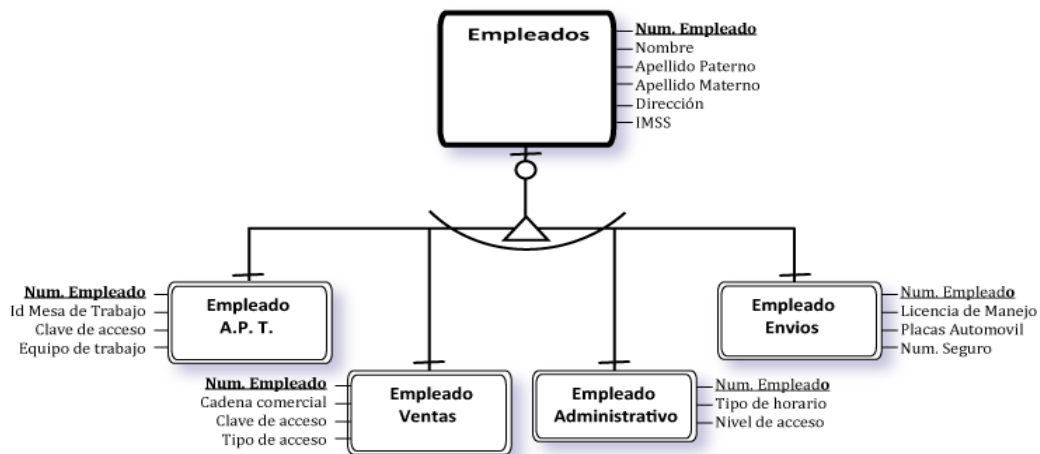 Empleados
Num. Empleado
Nombre
Apellido Paterno
Apellido Materno
Dirección
IMSS
Num. Empleado
Id Mesa de Trabajo
Clave de acceso
Equipo de trabajo
Empleado
A.P. T.
Num. Empleado
Cadena comercial
Clave de acceso
Tipo de acceso
Empleado
Ventas
Empleado
Administrativo
Num. Empleado
Tipo de horario
Nivel de acceso
Empleado
Envios
Num. Empleado
Licencia de Manejo
Placas Automovil
Num. Seguro